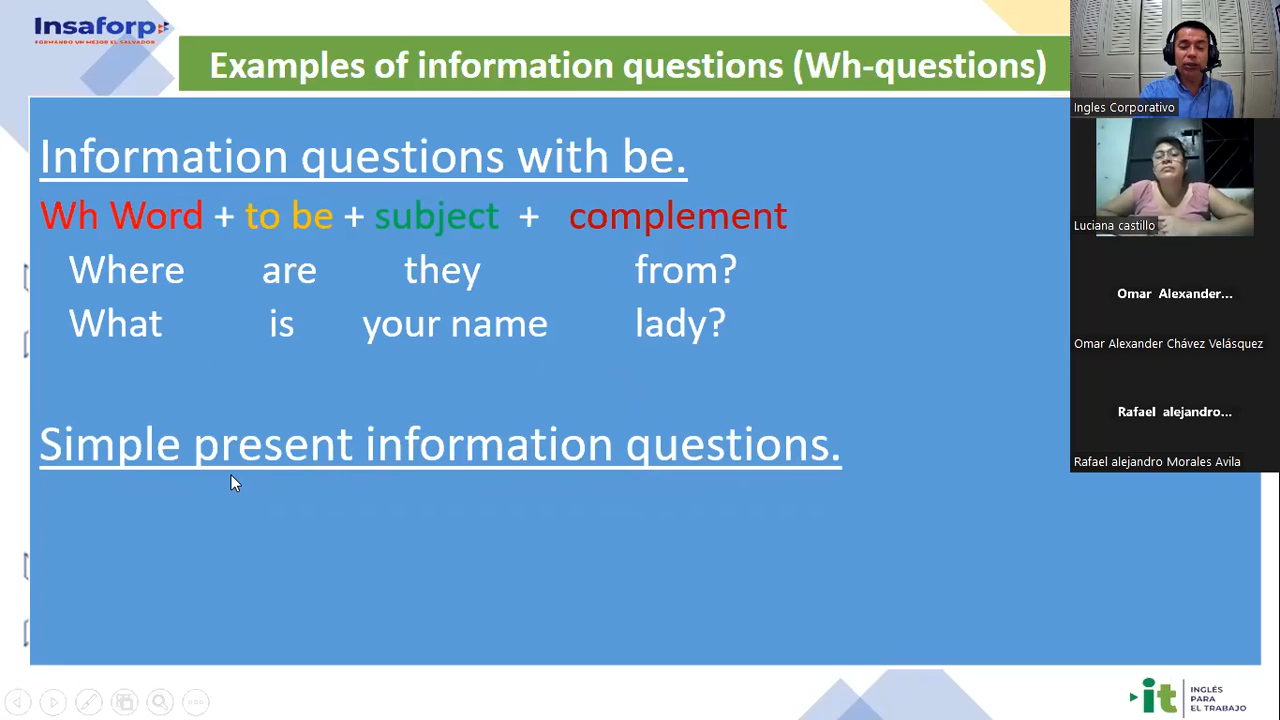 Insaforp
FORMANDO UN MEJOR EL SALVADOR
Examples of information questions (Wh-questions)
Information questions with be.
Wh Word + to be + subject + complement
Where are they from?
What is your name lady?
Simple present information questions.
Ingles Corporativo
Luciana castillo
Omar Alexander...
Omar Alexander Chávez Velásquez
Rafael alejandro...
Rafael alejandro Morales Avila
it INGLÉS
PARA
EL TRABAJO